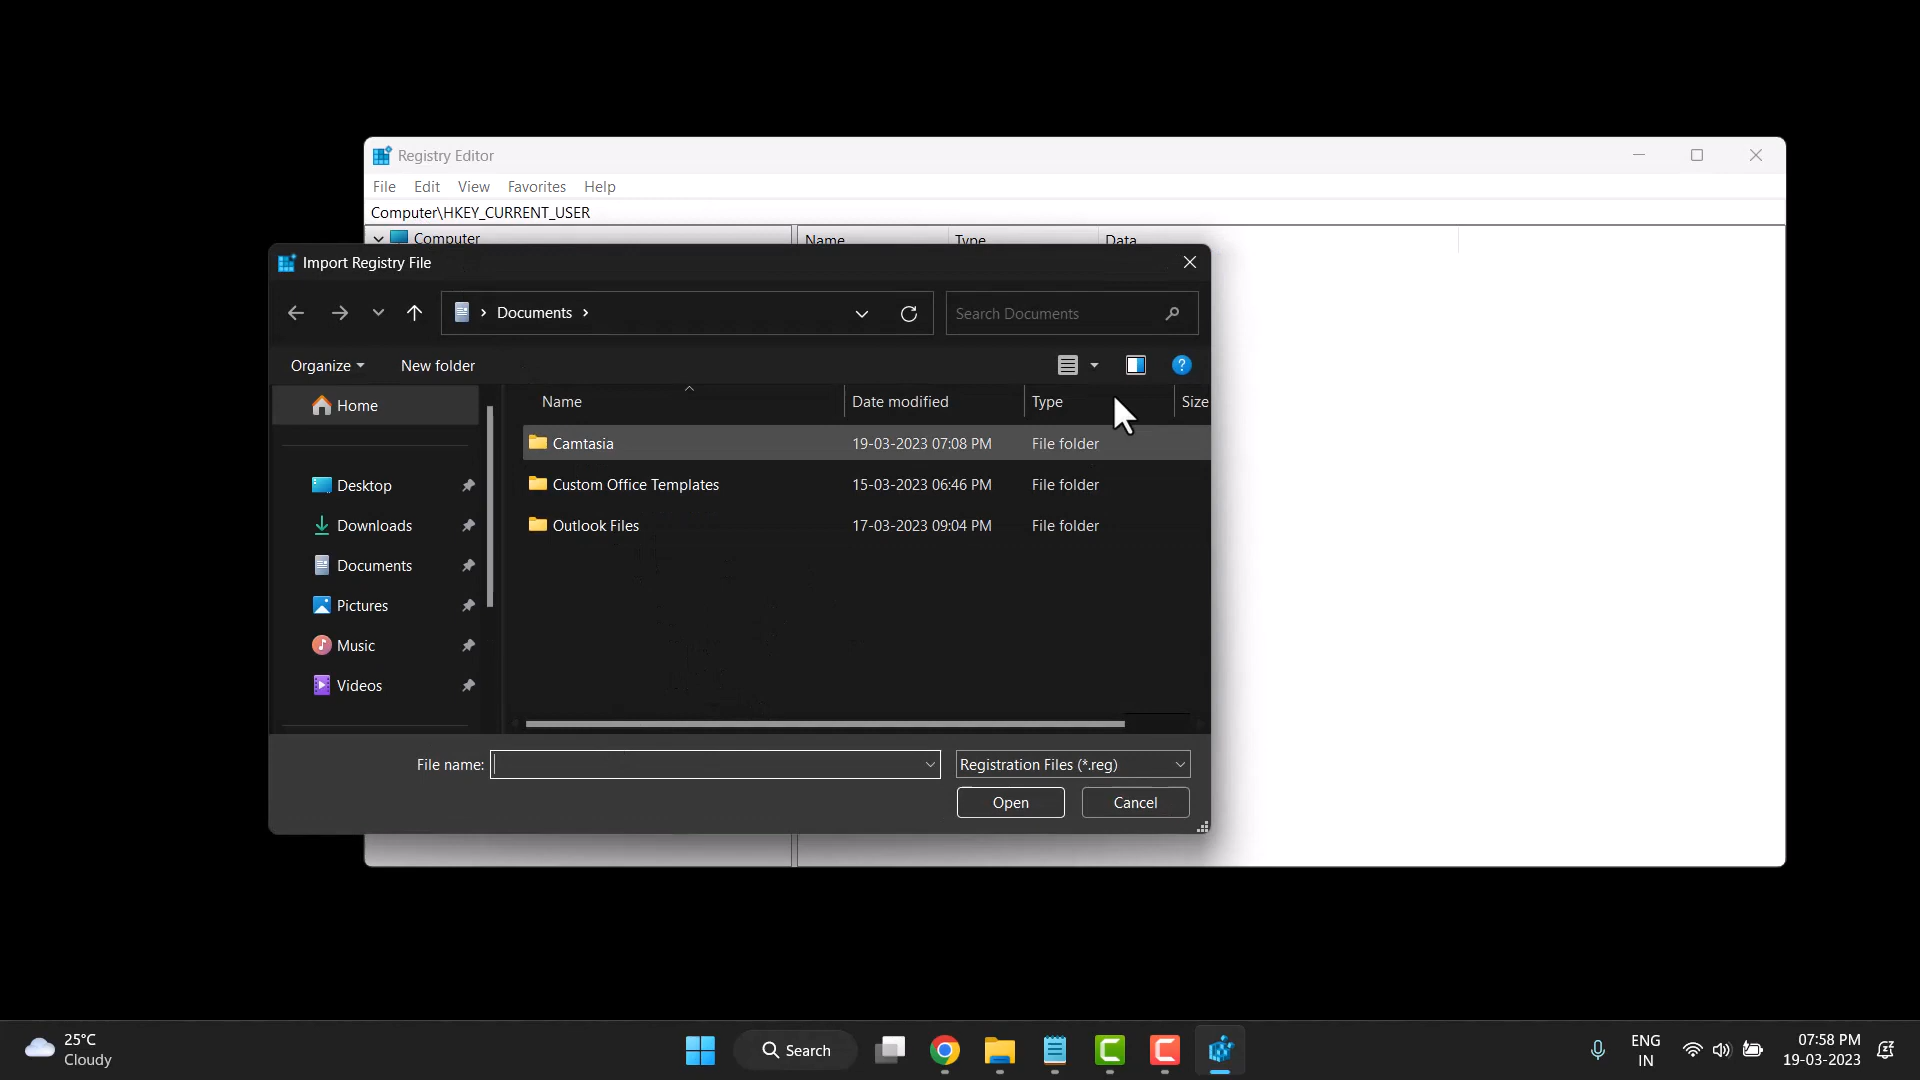 Registry Editor
File Edit View Favorites Help
Computer\HKEY_CURRENT_USER
Computer
Name Type Data
Import Registry File
Documents
Search Documents
Organize New folder
Home
Desktop
Downloads
Documents
Pictures
Music
Videos
Name Date modified Type Size
Camtasia 19-03-2023 07:08 PM File folder
Custom Office Templates 15-03-2023 06:46 PM File folder
Outlook Files 17-03-2023 09:04 PM File folder
File name: Registration Files (*.reg)
Open Cancel
25°C
Cloudy
Search
ENG
IN
07:58 PM
19-03-2023